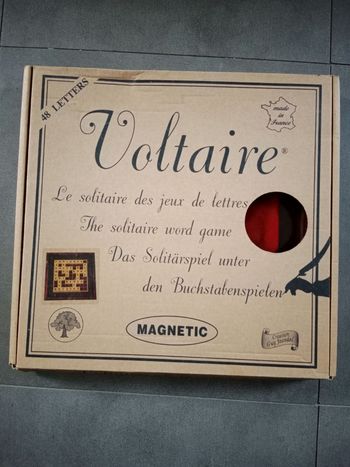 48 LETTERS
made
in
France
Voltaire®
Le solitaire des jeux de lettres
The solitaire word game
Das Solitärspiel unter
den Buchstabenspielen
MAGNETIC
Création